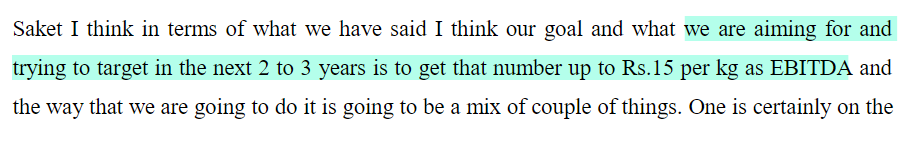 Saket I think in terms of what we have said I think our goal and what we are aiming for and
trying to target in the next 2 to 3 years is to get that number up to Rs.15 per kg as EBITDA and
the way that we are going to do it is going to be a mix of couple of things. One is certainly on the